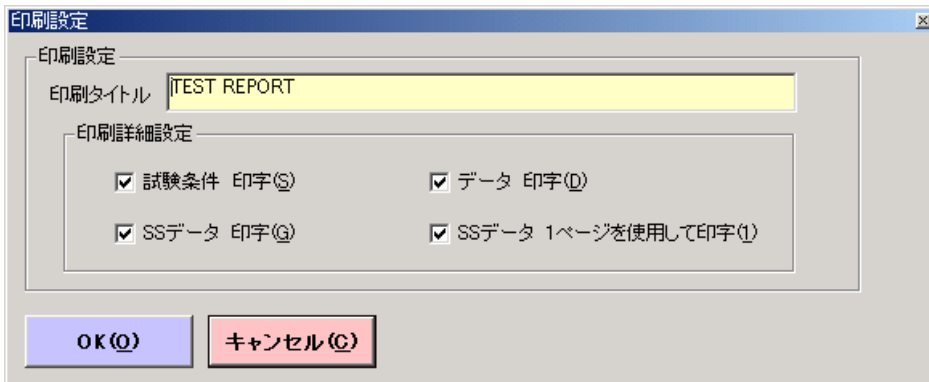 印刷設定
印刷設定
印刷タイトル TEST REPORT
印刷詳細設定
試験条件 印字(S) データ 印字(D)
SSデータ 印字(G) SSデータ 1ページを使用して印字(1)
OK(O) キャンセル(C)